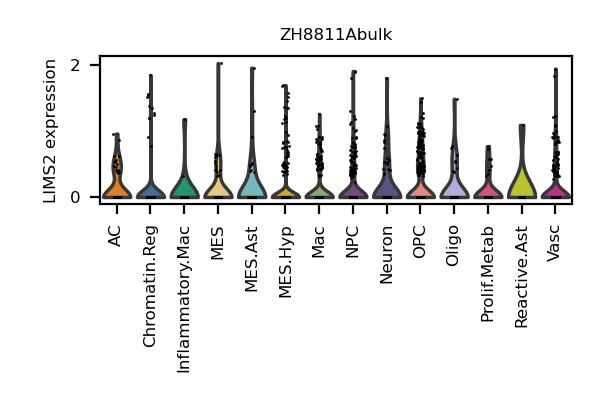 ZH8811Abulk
LIMS2 expression
2
0
AC
Chromatin.Reg
Inflammatory.Mac
MES
MES.Ast
MES.Hyp
Mac
NPC
Neuron
OPC
Oligo
Prolif.Metab
Reactive.Ast
Vasc